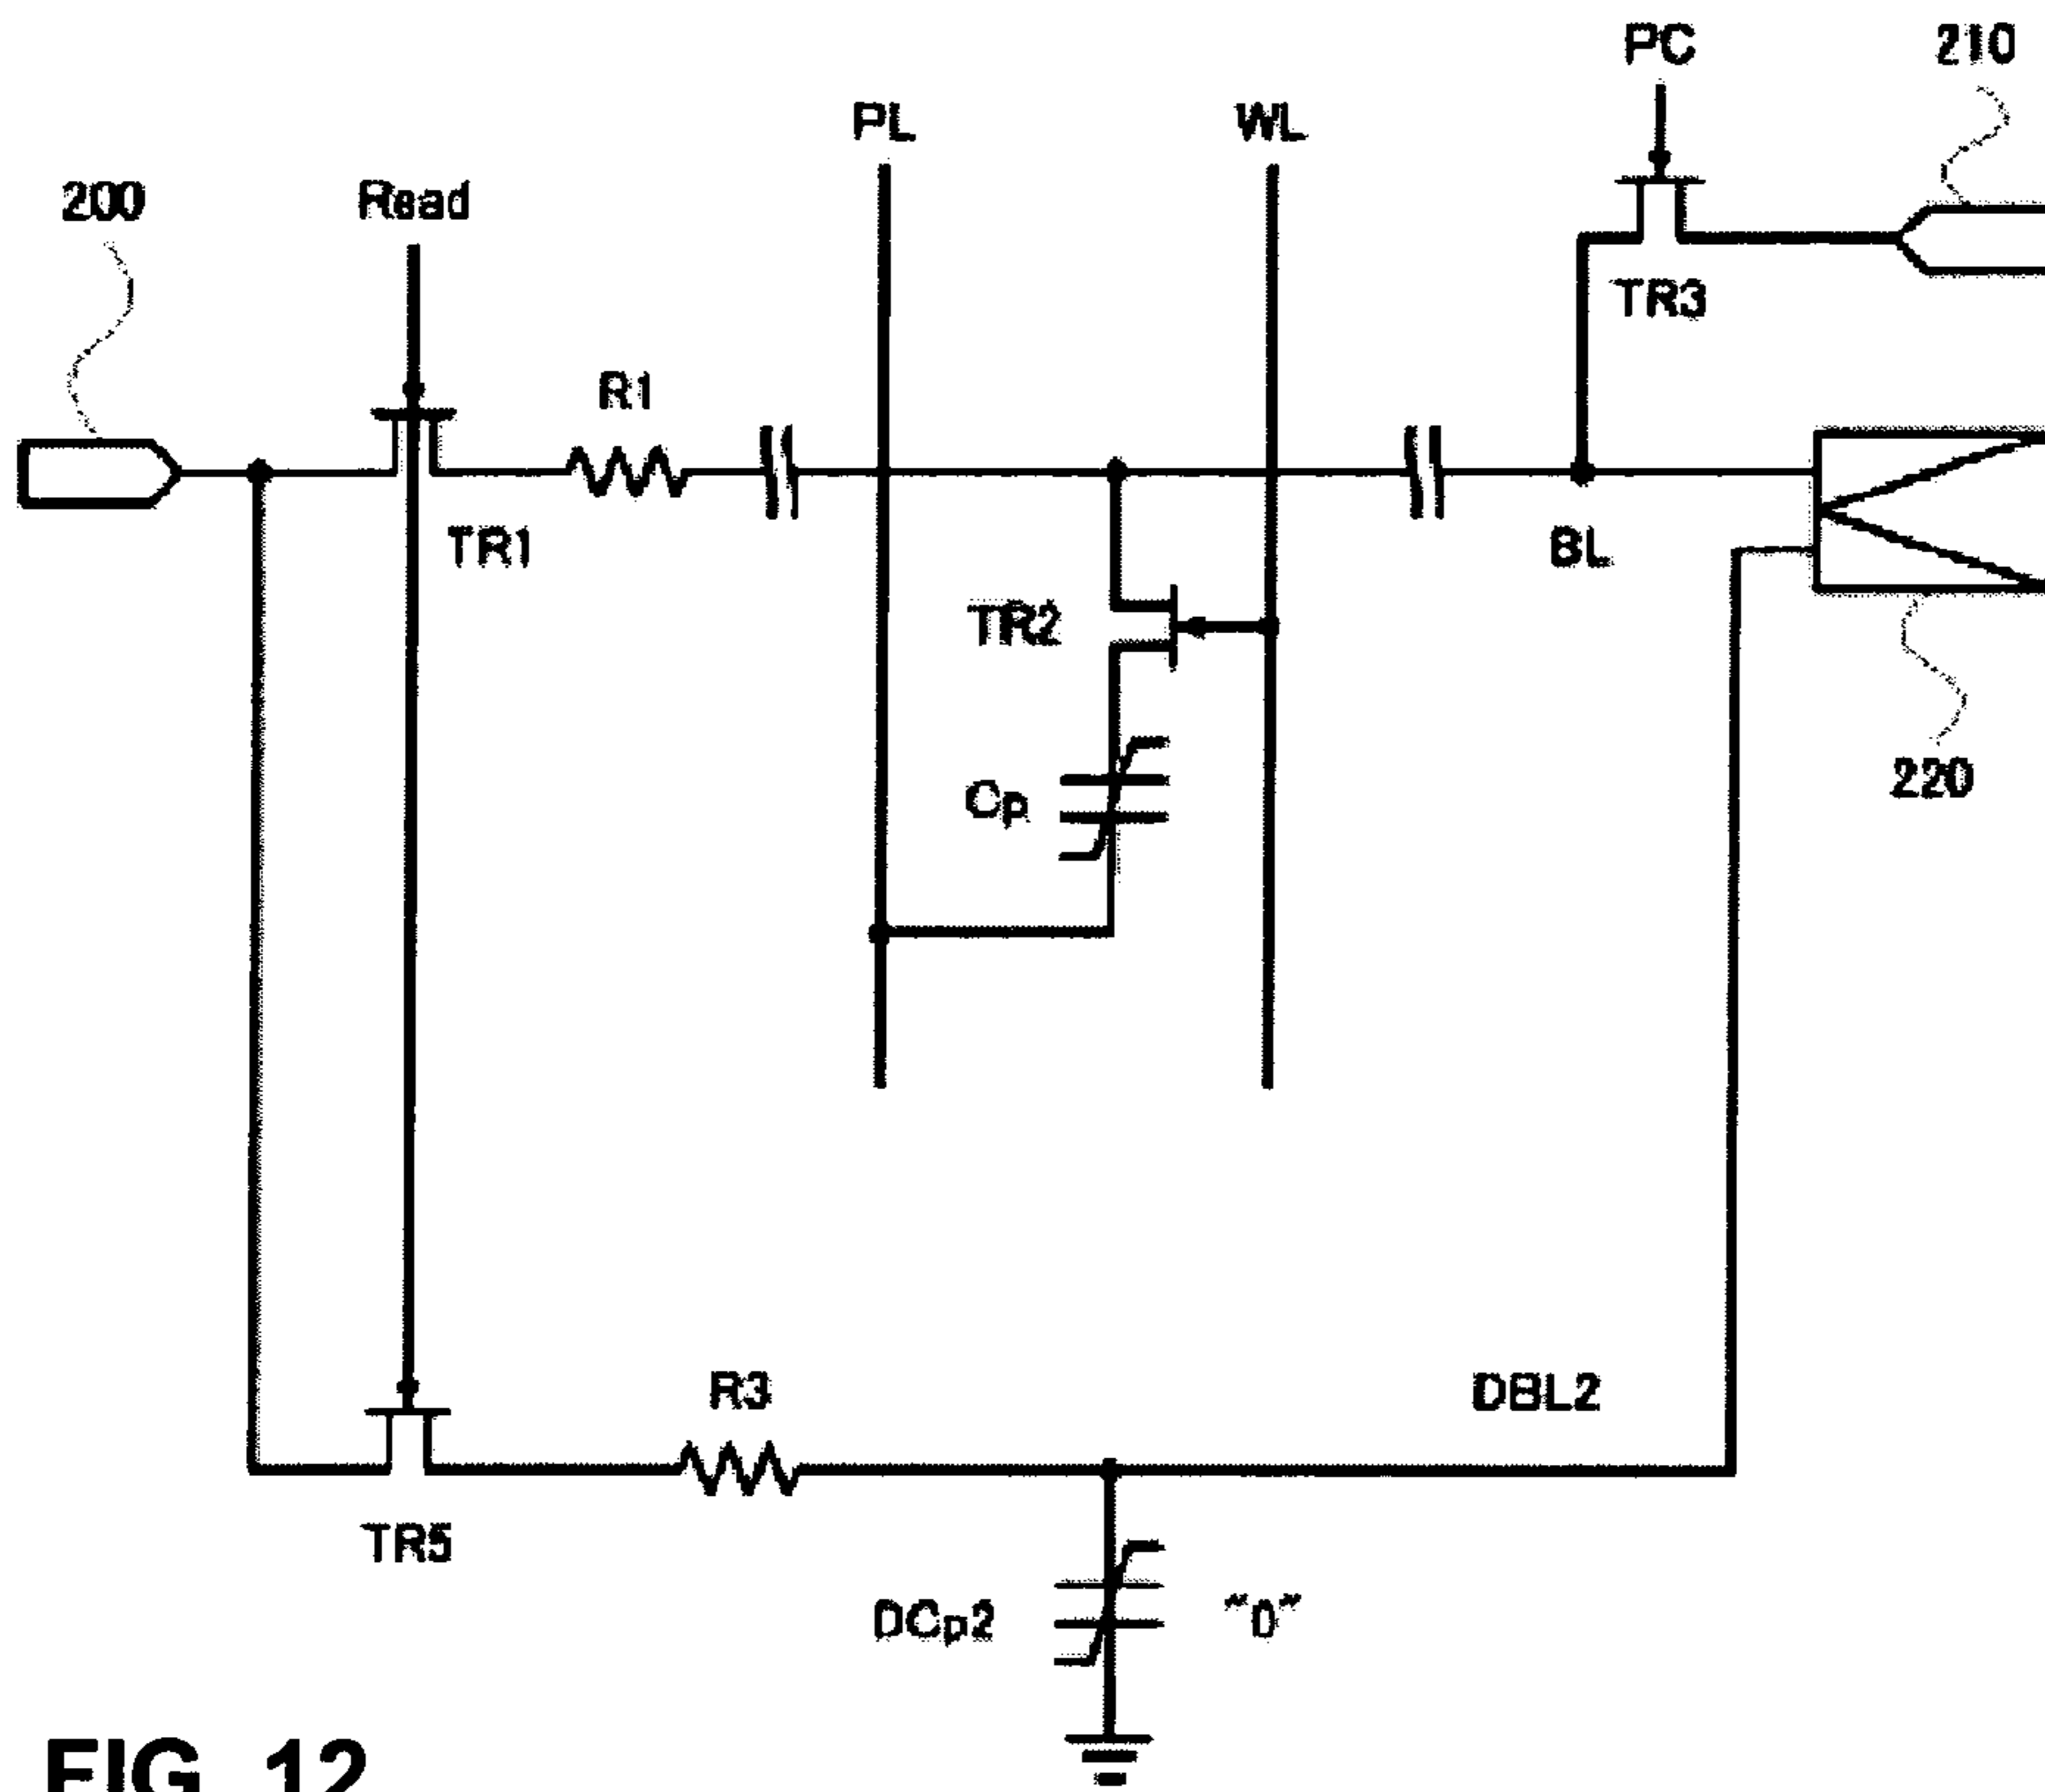 PC
210
PL
WL
200
Read
TR3
R1
TR1
BL
TR2
Cp
220
R3
DBL2
TR5
DCp2
"0"
FIG. 12